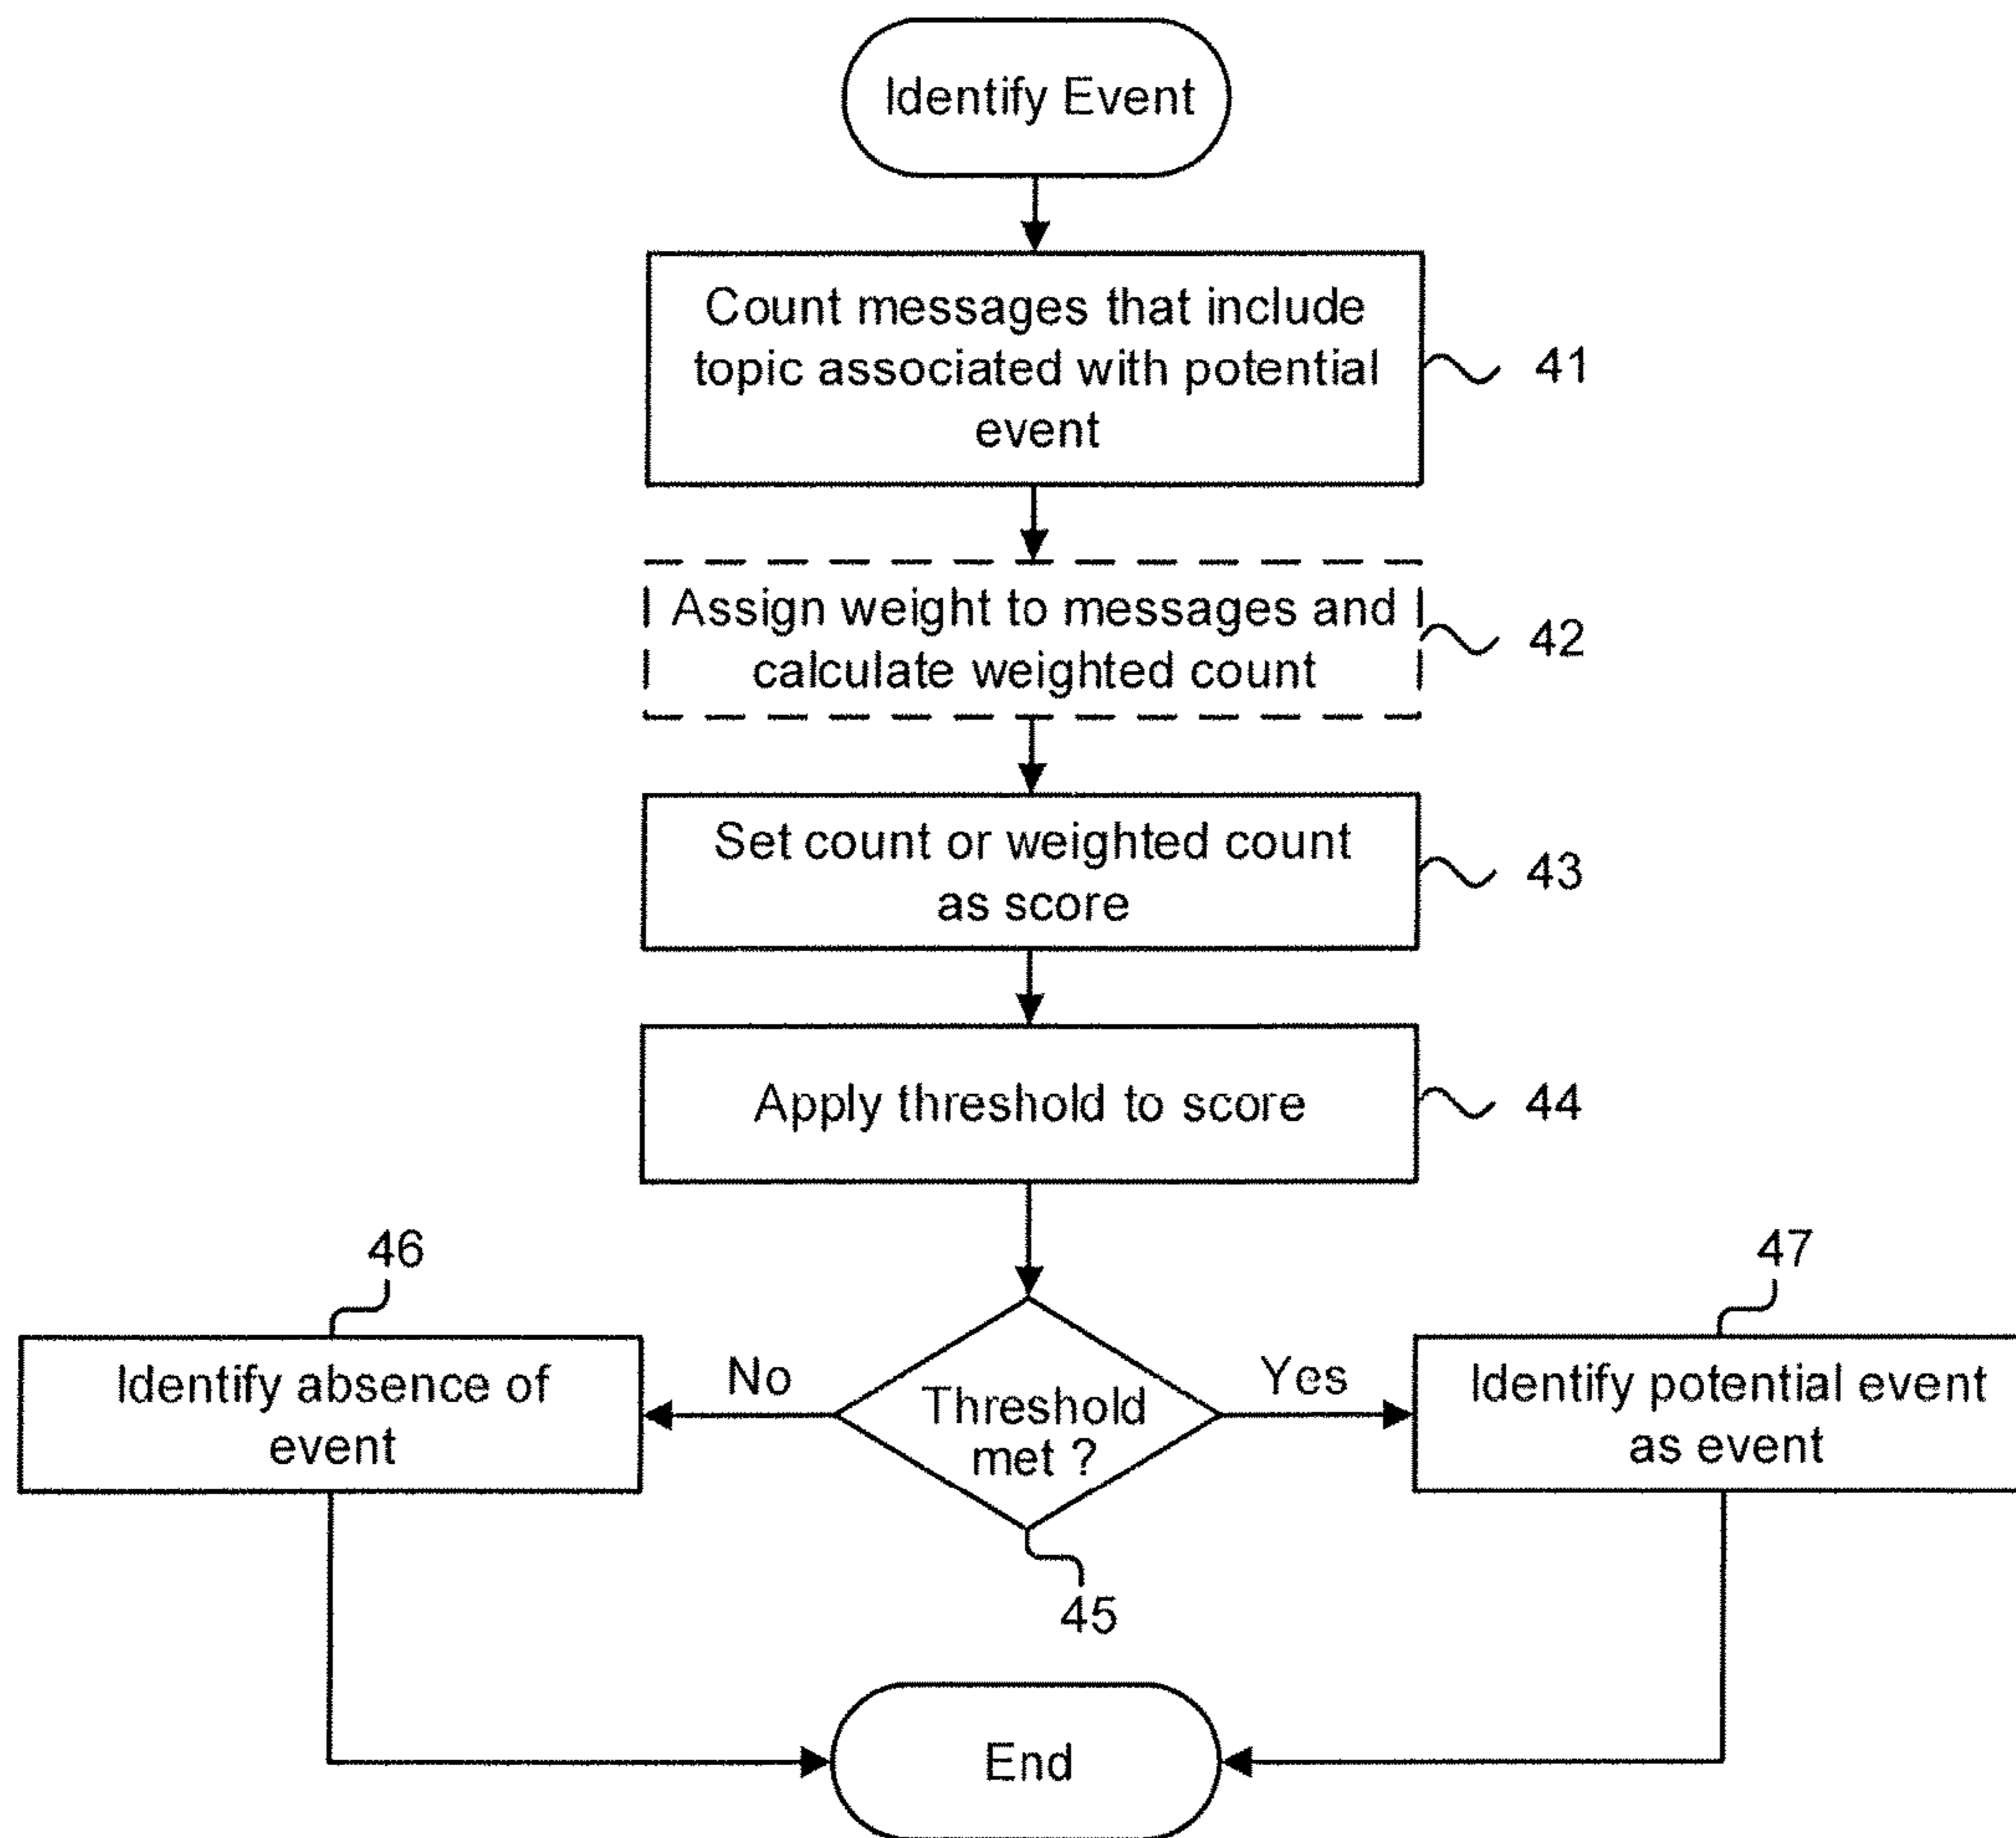 Identify Event
Count messages that include
topic associated with potential
event
41
Assign weight to messages and
calculate weighted count
42
Set count or weighted count
as score
43
Apply threshold to score
44
46
47
Identify absence of
event
No
Threshold
met ?
Yes
Identify potential event
as event
45
End